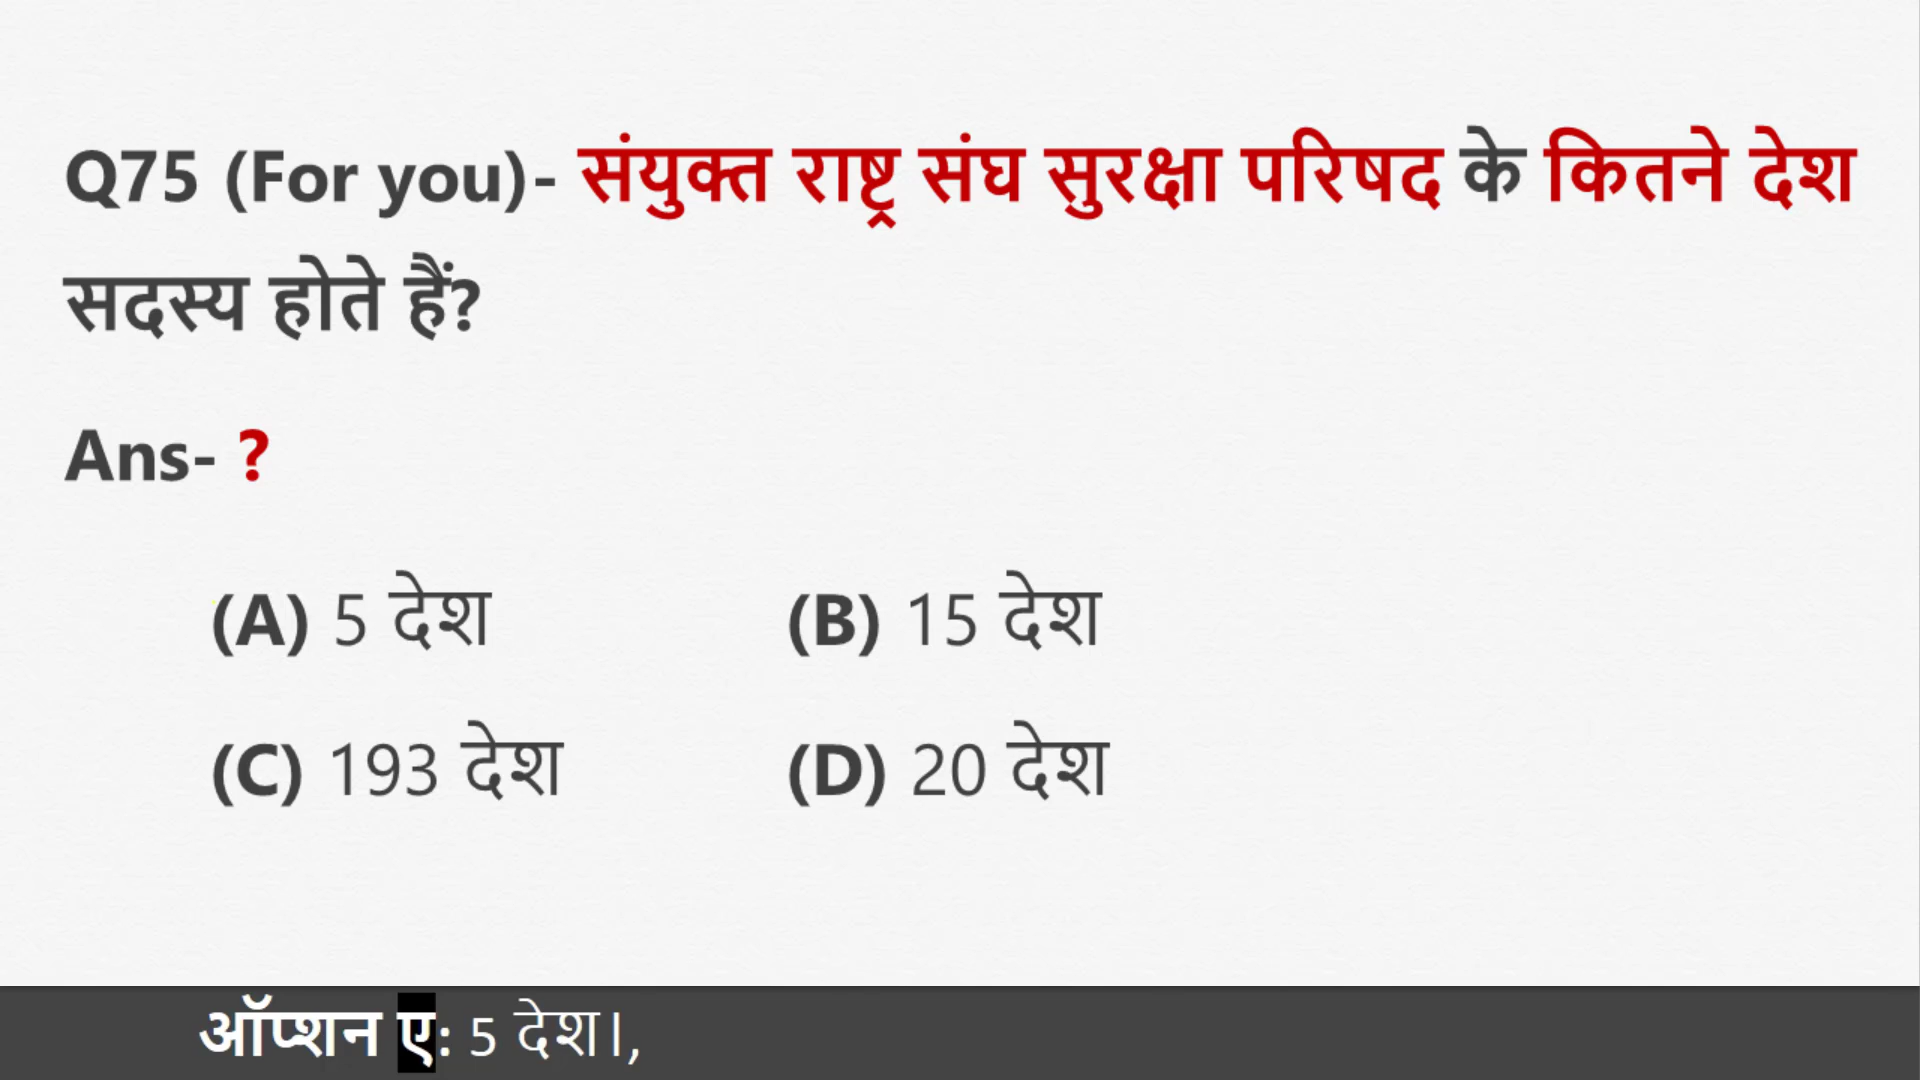 Q75 (For you)- संयुक्त राष्ट्र संघ सुरक्षा परिषद के कितने देश
सदस्य होते हैं?
Ans- ?
(A) 5 देश (B) 15 देश
(C) 193 देश (D) 20 देश
ऑप्शन ए: 5 देश।,